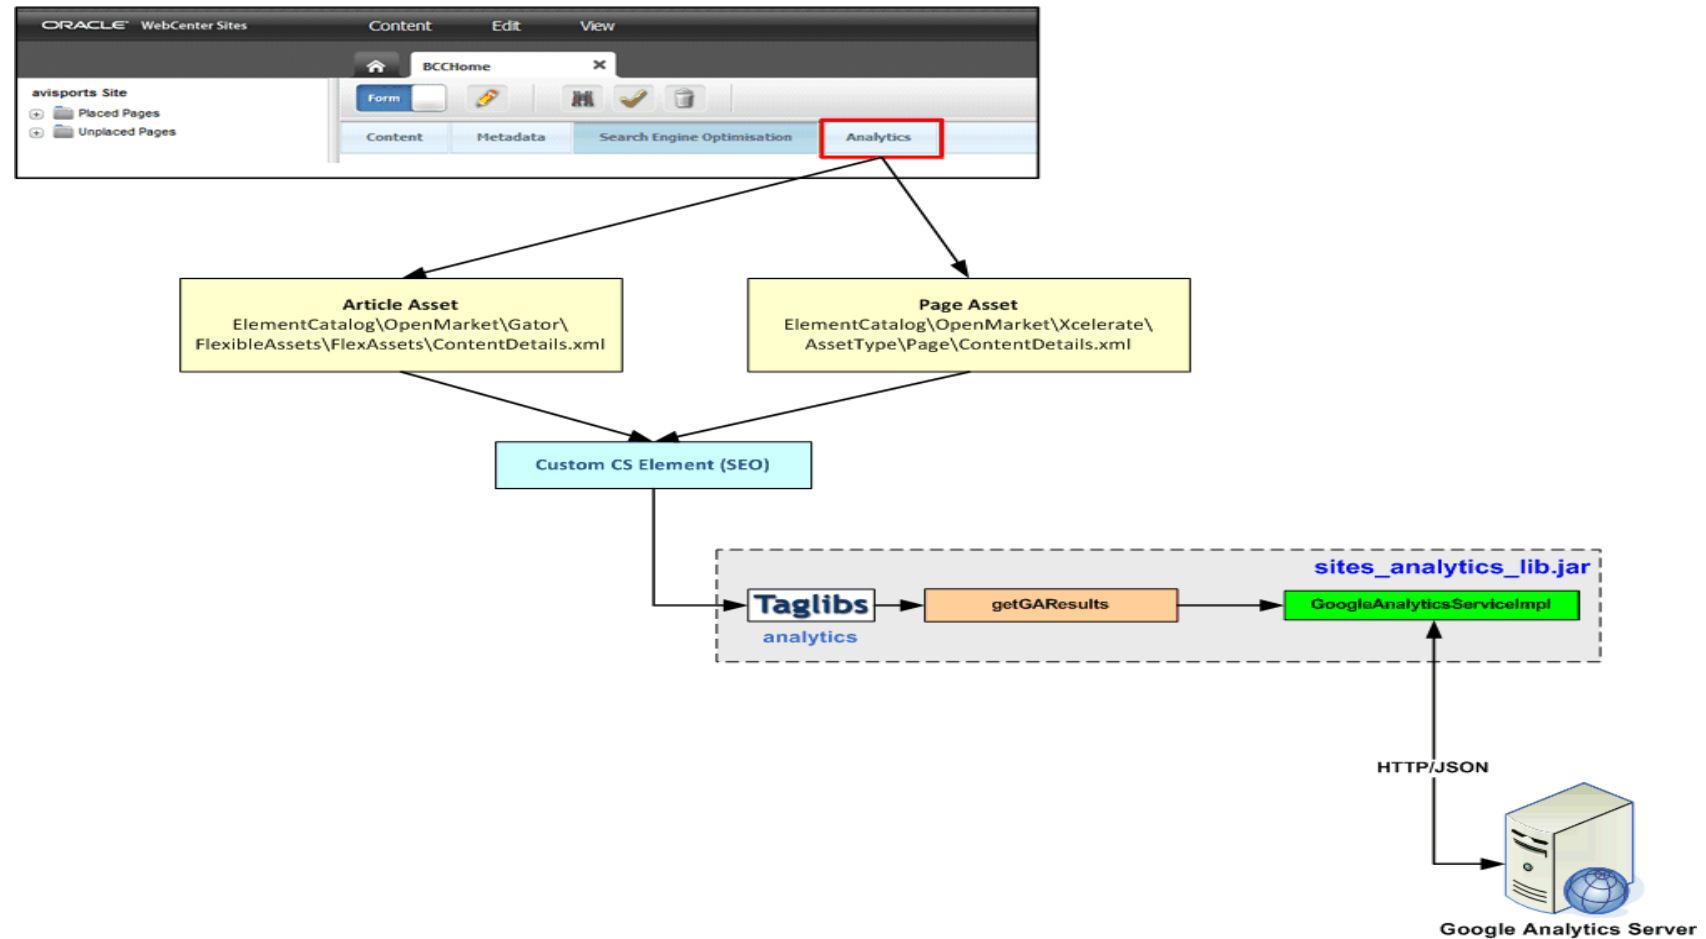 ORACLE WebCenter Sites Content Edit View
BCCHome
avisports Site
Placed Pages
Unplaced Pages
Form
Content Metadata Search Engine Optimisation Analytics
Article Asset
ElementCatalog\OpenMarket\Gator\
FlexibleAssets\FlexAssets\ContentDetails.xml
Page Asset
ElementCatalog\OpenMarket\Xcelerate\
AssetType\Page\ContentDetails.xml
Custom CS Element (SEO)
sites_analytics_lib.jar
Taglibs
analytics
getGAResults
GoogleAnalyticsServiceImpl
HTTP/JSON
Google Analytics Server